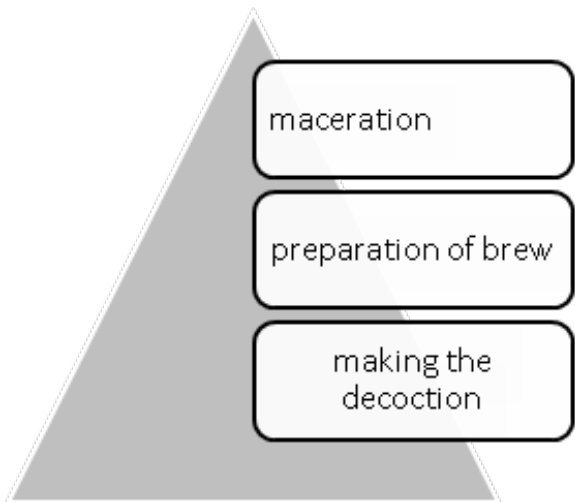 maceration
preparation of brew
making the
decoction